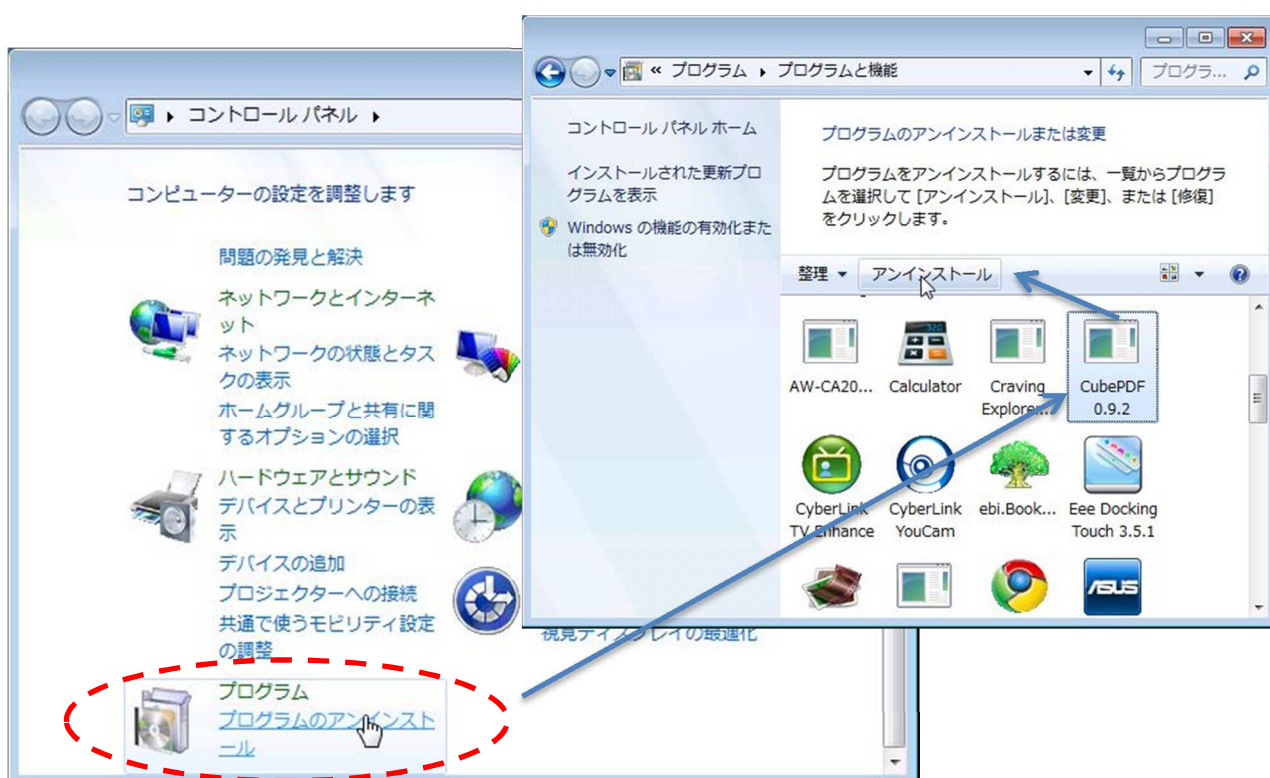 コントロール パネル
コンピューターの設定を調整します
問題の発見と解決
ネットワークとインターネ
ット
ネットワークの状態とタス
クの表示
ホームグループと共有に関
するオプションの選択
ハードウェアとサウンド
デバイスとプリンターの表
示
デバイスの追加
プロジェクターへの接続
共通で使うモビリティ設定
の調整
プログラム
プログラムのアンインスト
ール
視覚ディスプレイの最適化
« プログラム プログラムと機能
プログラ...
コントロール パネル ホーム
インストールされた更新プロ
グラムを表示
Windows の機能の有効化また
は無効化
プログラムのアンインストールまたは変更
プログラムをアンインストールするには、一覧からプログラ
ムを選択して [アンインストール]、[変更]、または [修復]
をクリックします。
整理 アンインストール
AW-CA20... Calculator Craving CubePDF
Explorer... 0.9.2
CyberLink CyberLink ebi.Book... Eee Docking
TV Enhance YouCam Touch 3.5.1
320
ASUS